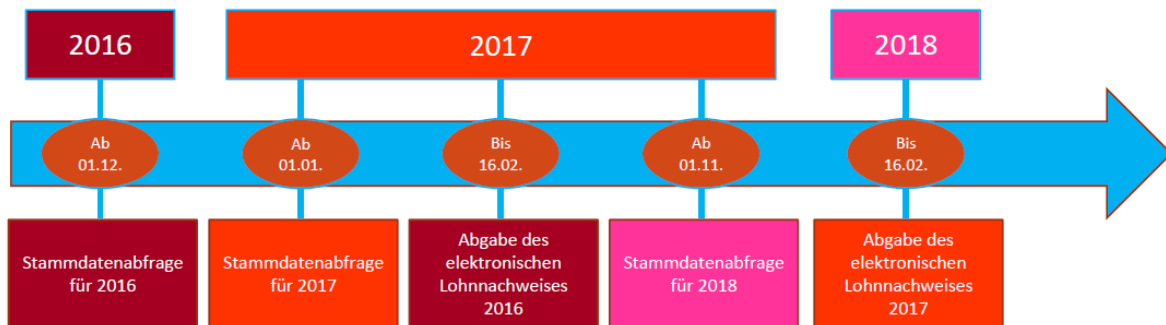 2016
2017
2018
Ab
01.12.
Ab
01.01.
Bis
16.02.
Ab
01.11.
Bis
16.02.
Stammdatenabfrage
für 2016
Stammdatenabfrage
für 2017
Abgabe des
elektronischen
Lohnnachweises
2016
Stammdatenabfrage
für 2018
Abgabe des
elektronischen
Lohnnachweises
2017